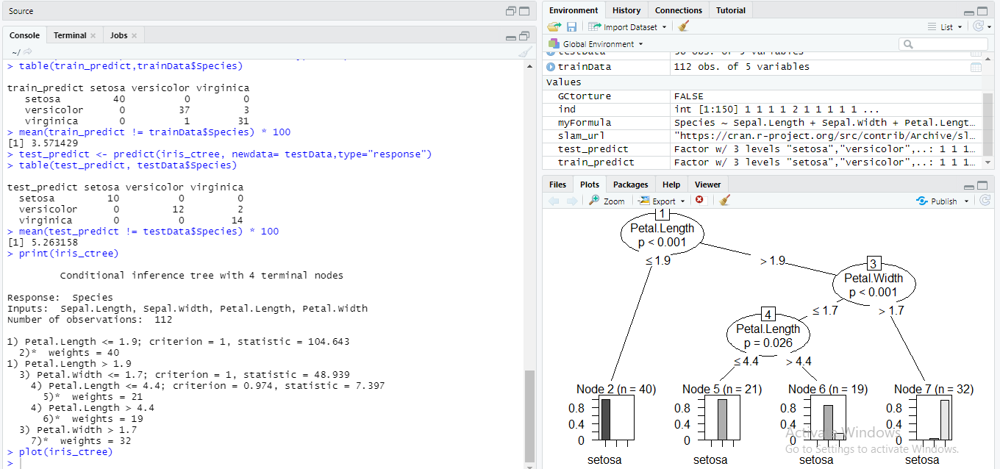 Source
Console Terminal × Jobs ×
~/
> table(train_predict,trainData$Species)
train_predict setosa versicolor virginica
setosa 40 0 0
versicolor 0 37 3
virginica 0 1 31
> mean(train_predict != trainData$Species) * 100
[1] 3.571429
> test_predict <- predict(iris_ctree, newdata= testData,type="response")
> table(test_predict, testData$Species)
test_predict setosa versicolor virginica
setosa 10 0 0
versicolor 0 12 2
virginica 0 0 14
> mean(test_predict != testData$Species) * 100
[1] 5.263158
> print(iris_ctree)
Conditional inference tree with 4 terminal nodes
Response: Species
Inputs: Sepal.Length, Sepal.Width, Petal.Length, Petal.Width
Number of observations: 112
1) Petal.Length <= 1.9; criterion = 1, statistic = 104.643
2)* weights = 40
1) Petal.Length > 1.9
3) Petal.Width <= 1.7; criterion = 1, statistic = 48.939
4) Petal.Length <= 4.4; criterion = 0.974, statistic = 7.397
5)* weights = 21
4) Petal.Length > 4.4
6)* weights = 19
3) Petal.Width > 1.7
7)* weights = 32
> plot(iris_ctree)
>
Environment History Connections Tutorial
Import Dataset List
Global Environment
testData 38 obs. of 5 variables
trainData 112 obs. of 5 variables
Values
GCtorture FALSE
ind int [1:150] 1 1 1 1 2 1 1 1 1 1 ...
myFormula Species ~ Sepal.Length + Sepal.Width + Petal.Lengt…
slam_url "https://cran.r-project.org/src/contrib/Archive/sl…
test_predict Factor w/ 3 levels "setosa","versicolor",..: 1 1 1…
train_predict Factor w/ 3 levels "setosa","versicolor",..: 1 1 1…
Files Plots Packages Help Viewer
Zoom Export Publish
1
Petal.Length
p < 0.001
≤ 1.9 > 1.9
3
Petal.Width
p < 0.001
≤ 1.7 > 1.7
4
Petal.Length
p = 0.026
≤ 4.4 > 4.4
Node 2 (n = 40) Node 5 (n = 21) Node 6 (n = 19) Node 7 (n = 32)
0.8 0.8 0.8 0.8
0.4 0.4 0.4 0.4
0 0 0 0
setosa setosa setosa setosa
Activate Windows
Go to Settings to activate Windows.